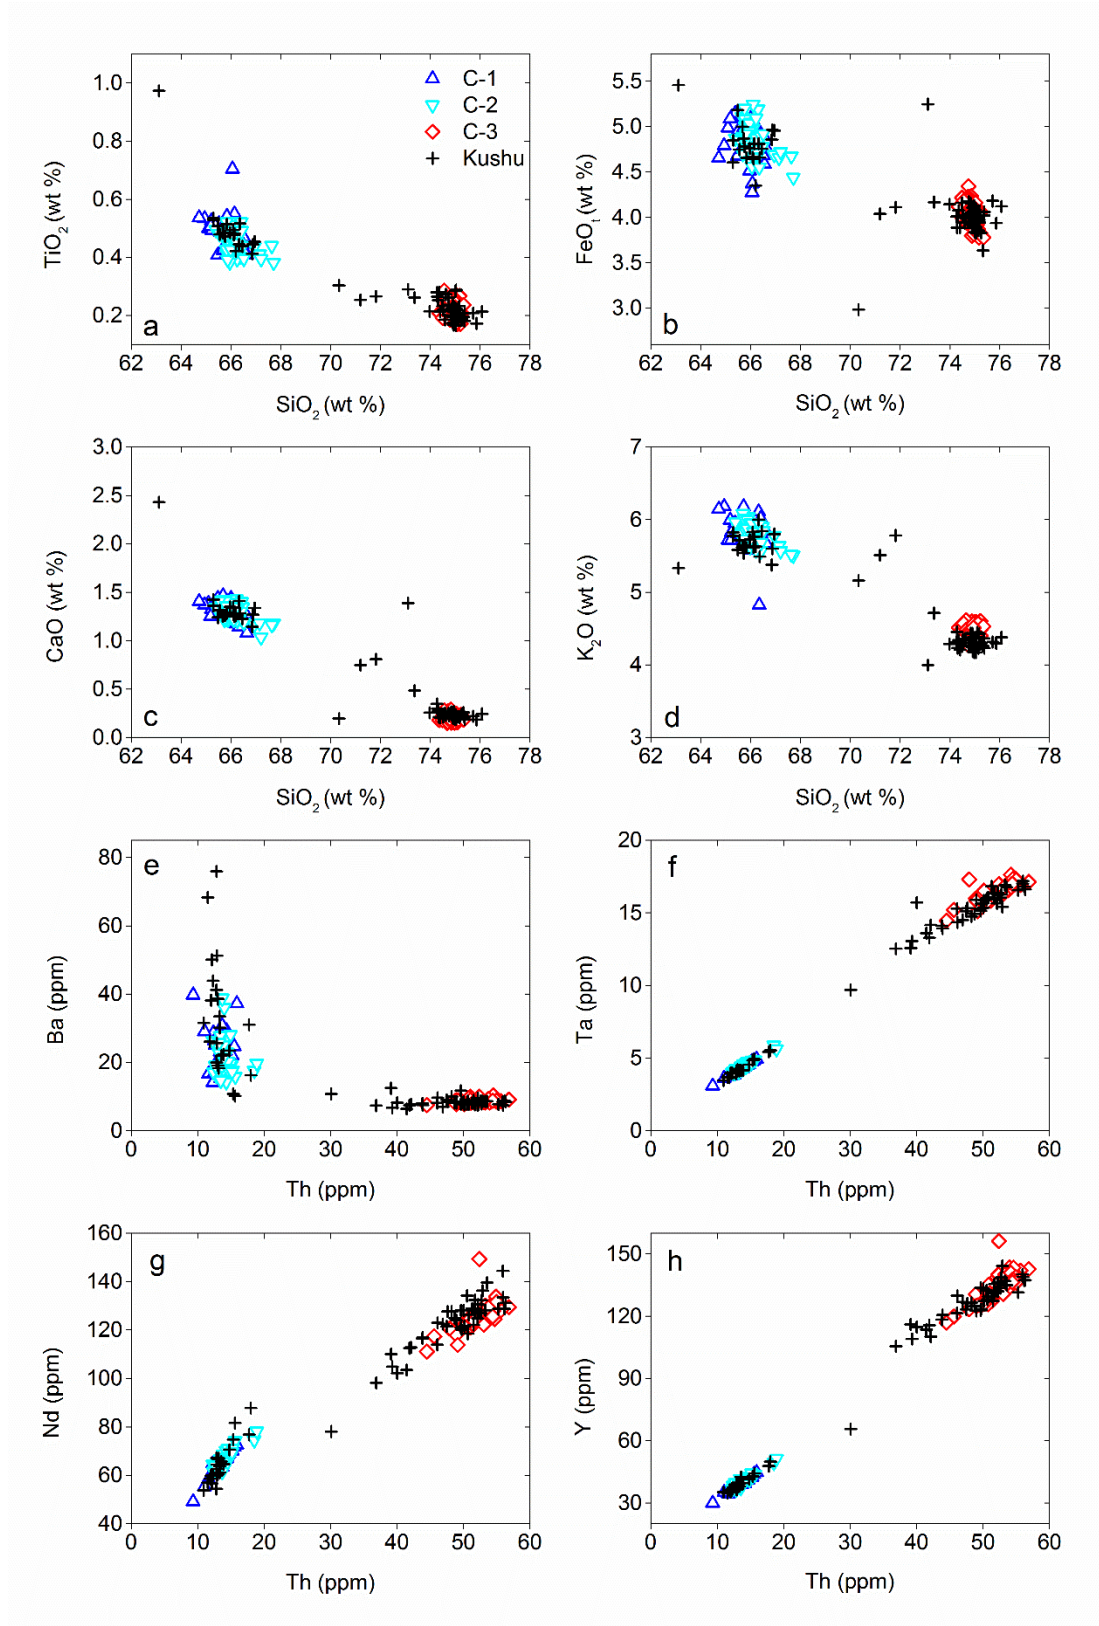 1.0
0.8
0.6
0.4
0.2
TiO2 (wt %)
C-1
C-2
C-3
Kushu
a
62 64 66 68 70 72 74 76 78
SiO2 (wt %)
5.5
5.0
4.5
4.0
3.5
3.0
FeOt (wt %)
b
62 64 66 68 70 72 74 76 78
SiO2 (wt %)
3.0
2.5
2.0
1.5
1.0
0.5
0.0
CaO (wt %)
c
62 64 66 68 70 72 74 76 78
SiO2 (wt %)
7
6
5
4
3
K2O (wt %)
d
62 64 66 68 70 72 74 76 78
SiO2 (wt %)
80
60
40
20
0
Ba (ppm)
e
0 10 20 30 40 50 60
Th (ppm)
20
15
10
5
0
Ta (ppm)
f
0 10 20 30 40 50 60
Th (ppm)
160
140
120
100
80
60
40
Nd (ppm)
g
0 10 20 30 40 50 60
Th (ppm)
150
120
90
60
30
Y (ppm)
h
0 10 20 30 40 50 60
Th (ppm)